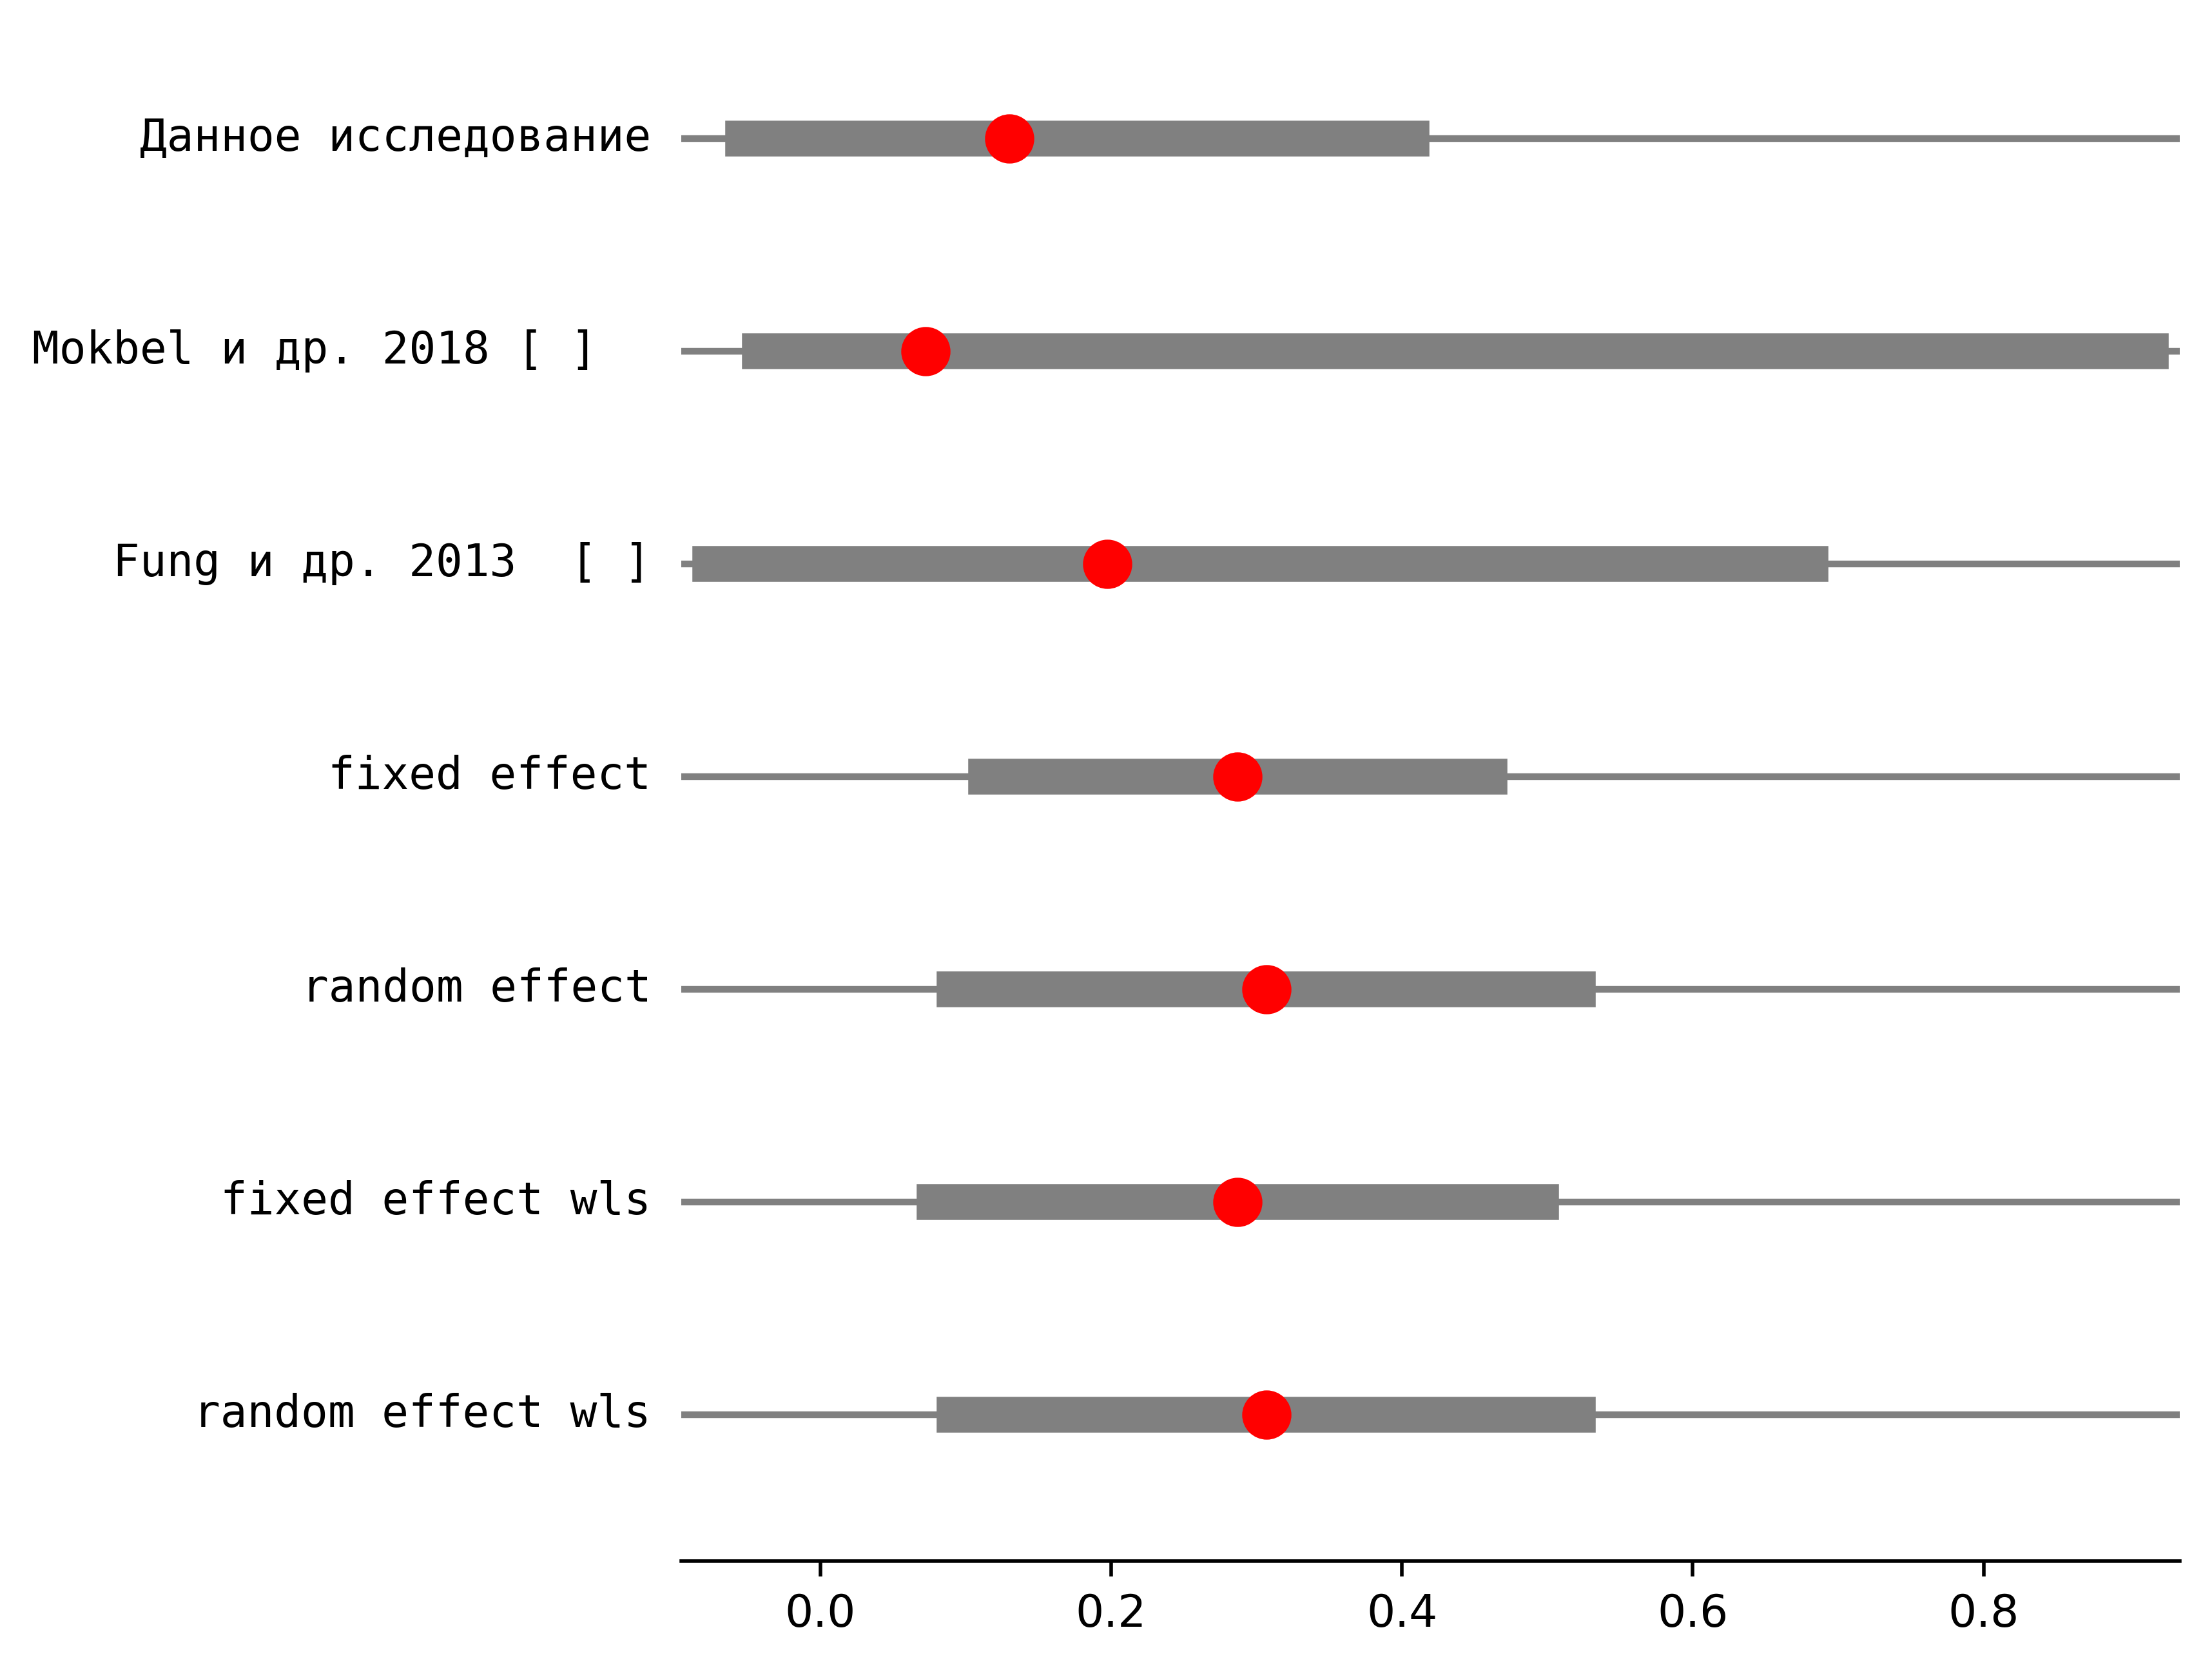 Данное исследование
Mokbel и др. 2018 [ ]
Fung и др. 2013  [ ]
fixed effect
random effect
fixed effect wls
random effect wls
0.0 0.2 0.4 0.6 0.8